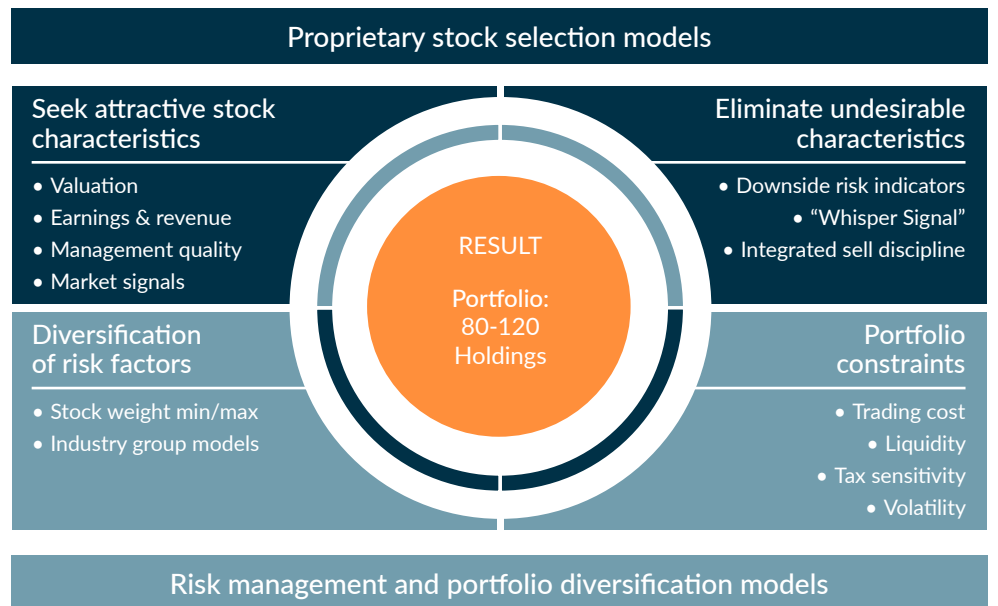 Proprietary stock selection models
Seek attractive stock
characteristics
• Valuation
• Earnings & revenue
• Management quality
• Market signals
Eliminate undesirable
characteristics
• Downside risk indicators
• “Whisper Signal”
• Integrated sell discipline
RESULT
Portfolio:
80-120
Holdings
Diversification
of risk factors
• Stock weight min/max
• Industry group models
Portfolio
constraints
• Trading cost
• Liquidity
• Tax sensitivity
• Volatility
Risk management and portfolio diversification models